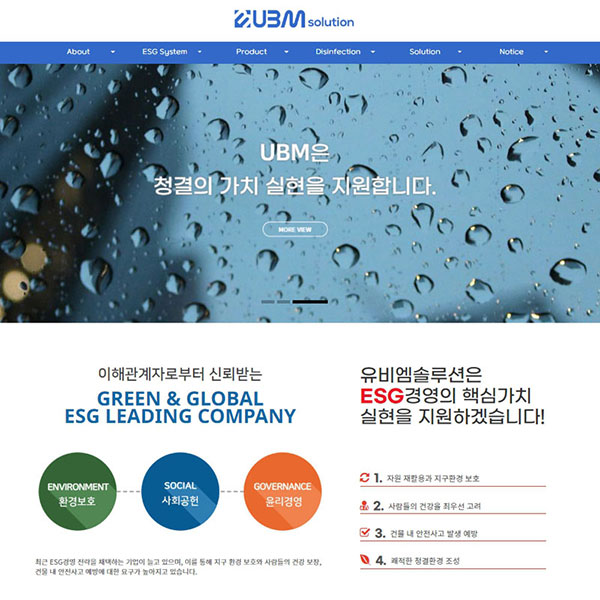 UBM solution
About
ESG System
Product
Disinfection
Solution
Notice
UBM은
청결의 가치 실현을 지원합니다.
MORE VIEW
이해관계자로부터 신뢰받는
GREEN & GLOBAL
ESG LEADING COMPANY
ENVIRONMENT
환경보호
SOCIAL
사회공헌
GOVERNANCE
윤리경영
최근 ESG경영 전략을 채택하는 기업이 늘고 있으며, 이를 통해 지구 환경 보호와 사람들의 건강 보장,
건물 내 안전사고 예방에 대한 요구가 높아지고 있습니다.
유비엠솔루션은
ESG경영의 핵심가치
실현을 지원하겠습니다!
1. 자원 재활용과 지구환경 보호
2. 사람들의 건강을 최우선 고려
3. 건물 내 안전사고 발생 예방
4. 쾌적한 청결환경 조성